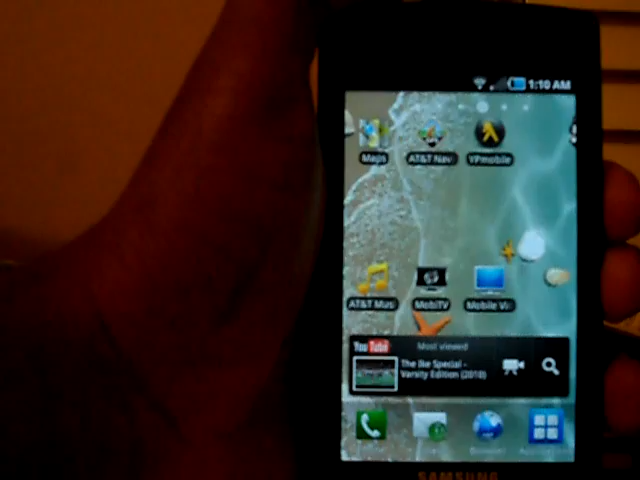 1:10 AM
Maps
AT&T Navi
YPmobile
AT&T Musi
MobiTV
Mobile Vi
YouTube
Most viewed
The Ike Special -
Varsity Edition (2010)
SAMSUNG